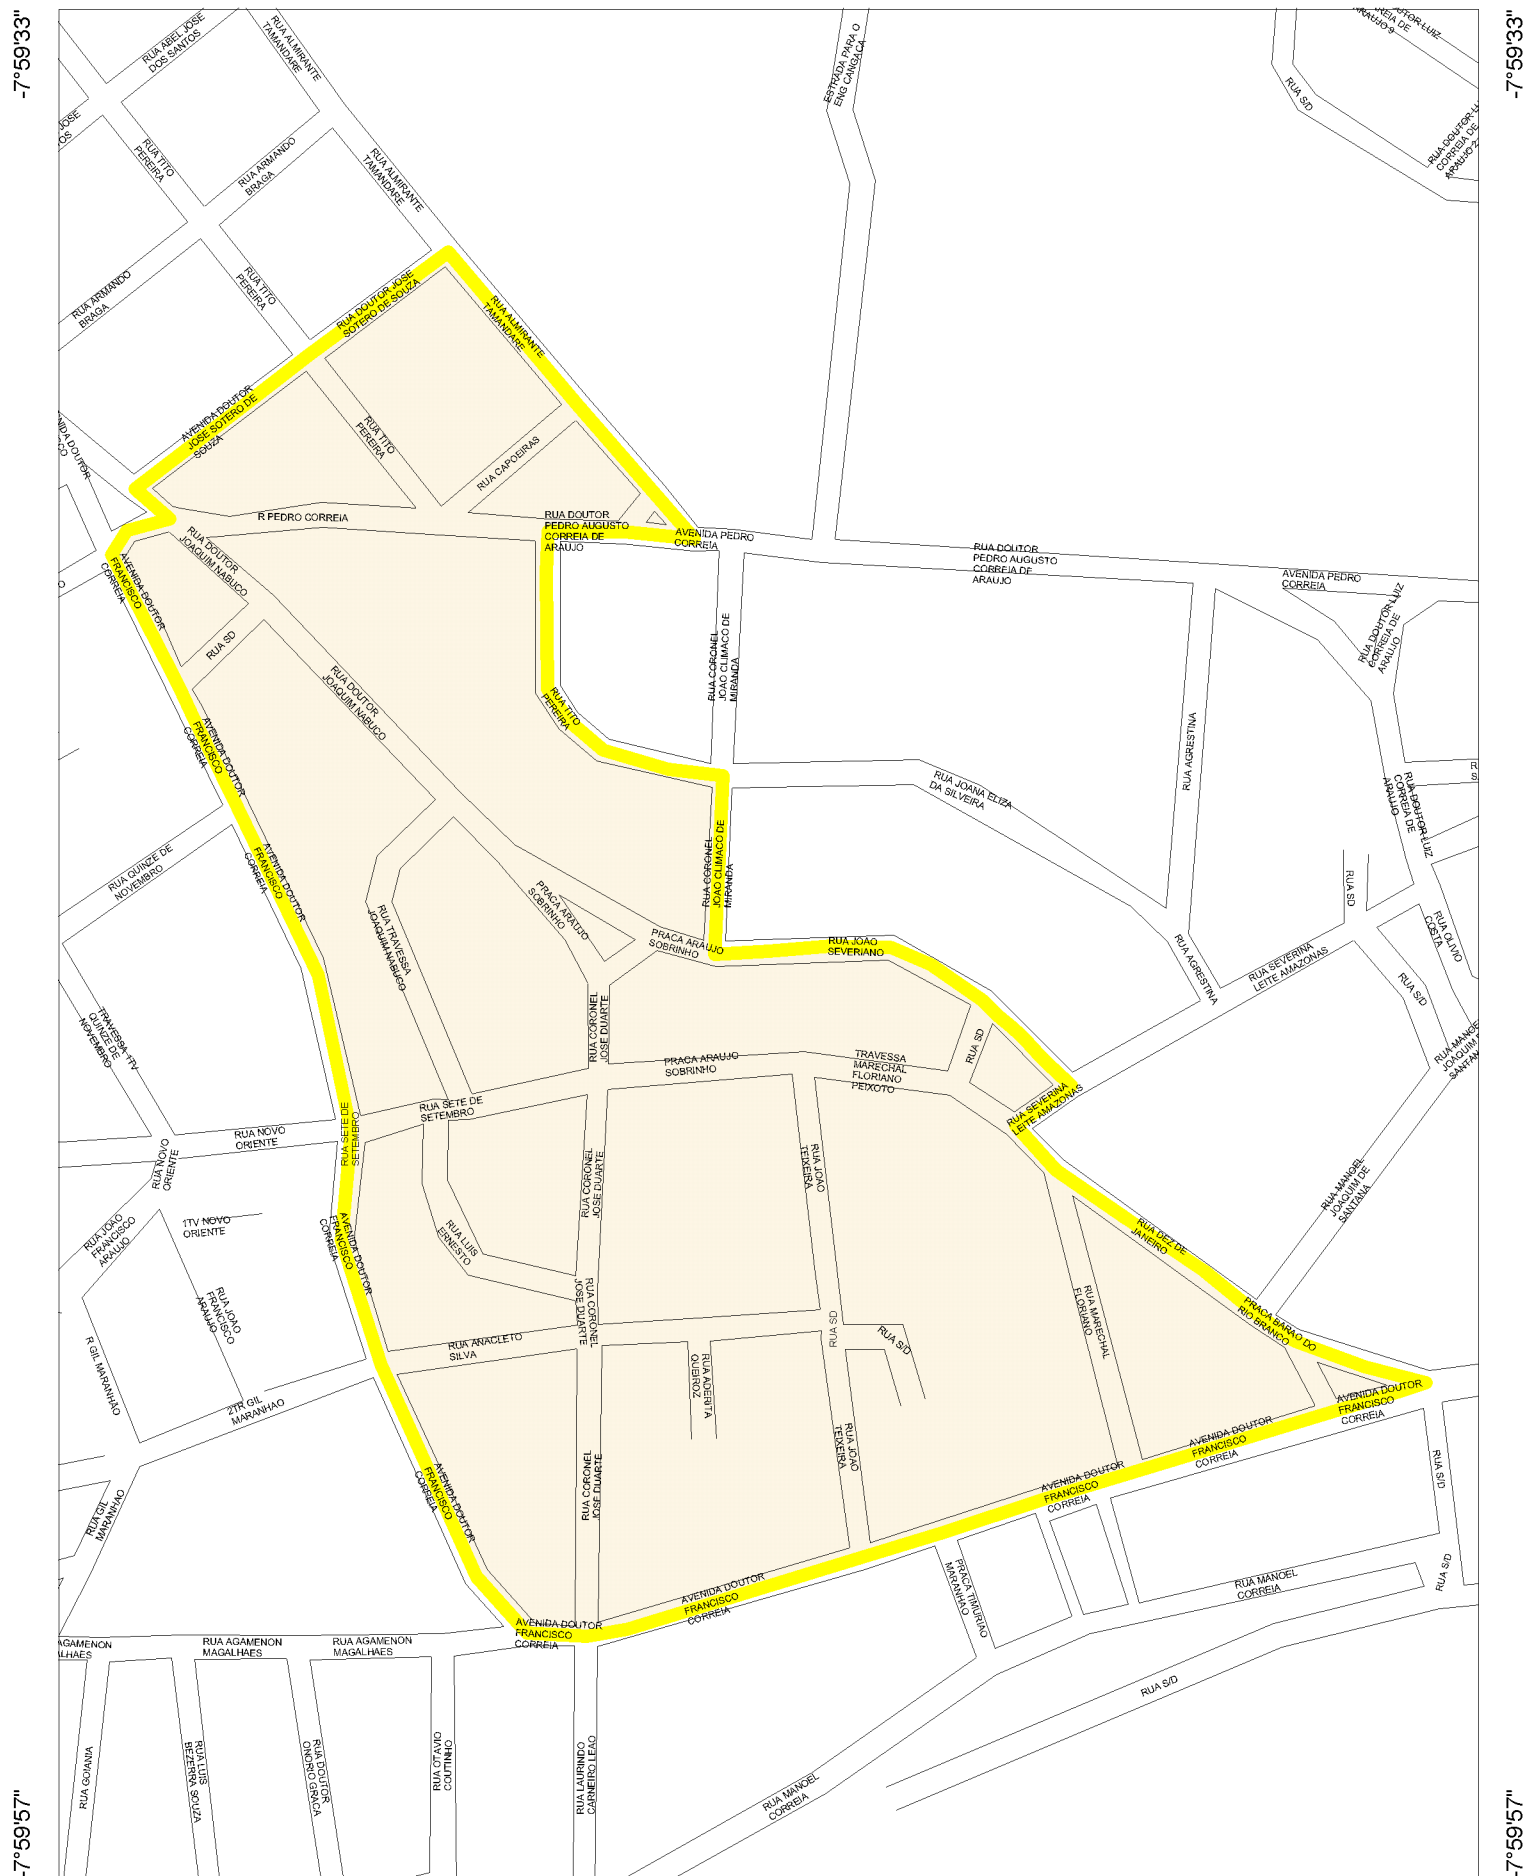 -7°59'33"
-7°59'33"
RUA ABEL JOSE
DOS SANTOS
RUA ALMIRANTE
TAMANDARE
ESTRADA PARA O
ENG CANGAÇA
RUA S/D
RUA DOUTOR L
CORREIA DE
ARAUJO 2
RUA TITO
PEREIRA
RUA ARMANDO
BRAGA
RUA ALMIRANTE
TAMANDARE
RUA ARMANDO
BRAGA
RUA TITO
PEREIRA
RUA DOUTOR JOSE
SOTERO DE SOUZA
RUA ALMIRANTE
TAMANDARE
AVENIDA DOUTOR
JOSE SOTERO DE
SOUZA
RUA TITO
PEREIRA
RUA CAPOEIRAS
R PEDRO CORREIA
RUA DOUTOR
PEDRO AUGUSTO
CORREIA DE
ARAUJO
AVENIDA PEDRO
CORREIA
RUA DOUTOR
PEDRO AUGUSTO
CORREIA DE
ARAUJO
AVENIDA PEDRO
CORREIA
RUA DOUTOR
JOAQUIM NABUCO
AVENIDA DOUTOR
FRANCISCO
CORREIA
RUA DOUTOR LUIZ
CORREIA DE
ARAUJO
RUA SD
RUA CORONEL
JOAO CLIMACO DE
MIRANDA
RUA DOUTOR
JOAQUIM NABUCO
RUA TITO
PEREIRA
RUA AGRESTINA
AVENIDA DOUTOR
FRANCISCO
CORREIA
RUA JOANA ELIZA
DA SILVEIRA
RUA DOUTOR LUIZ
CORREIA DE
ARAUJO
RUA QUINZE DE
NOVEMBRO
AVENIDA DOUTOR
FRANCISCO
CORREIA
RUA CORONEL
JOAO CLIMACO DE
MIRANDA
RUA SD
PRACA ARAUJO
SOBRINHO
RUA TRAVESSA
JOAQUIM NABUCO
PRACA ARAUJO
SOBRINHO
RUA JOAO
SEVERIANO
RUA AGRESTINA
RUA SEVERINA
LEITE AMAZONAS
RUA OLIVIO
COSTA
RUA S/D
TRAVESSA 1TV
QUINZE DE
NOVEMBRO
RUA CORONEL
JOSE DUARTE
RUA SD
RUA MANOE
JOAQUIM
SANTAN
PRACA ARAUJO
SOBRINHO
TRAVESSA
MARECHAL
FLORIANO
PEIXOTO
RUA SEVERINA
LEITE AMAZONAS
RUA SETE DE
SETEMBRO
RUA SETE DE
SETEMBRO
RUA NOVO
ORIENTE
RUA NOVO
ORIENTE
RUA CORONEL
JOSE DUARTE
RUA JOAO
TEIXEIRA
RUA MANOEL
JOAQUIM DE
SANTANA
RUA JOAO
FRANCISCO
ARAUJO
1TV NOVO
ORIENTE
AVENIDA DOUTOR
FRANCISCO
CORREIA
RUA LUIS
ERNESTO
RUA DEZ DE
JANEIRO
RUA JOAO
FRANCISCO
ARAUJO
RUA CORONEL
JOSE DUARTE
RUA MARECHAL
FLORIANO
PRACA BARAO DO
RIO BRANCO
R GIL MARANHAO
RUA ANACLETO
SILVA
RUA SD
RUA S/D
RUA ADERITA
QUEIROZ
2TR GIL
MARANHAO
AVENIDA DOUTOR
FRANCISCO
CORREIA
AVENIDA DOUTOR
FRANCISCO
CORREIA
RUA JOAO
TEIXEIRA
RUA CORONEL
JOSE DUARTE
RUA GIL
MARANHAO
AVENIDA DOUTOR
FRANCISCO
CORREIA
AVENIDA DOUTOR
FRANCISCO
CORREIA
RUA S/D
RUA S/D
PRACA TIMURIAO
MARANHAO
RUA MANOEL
CORREIA
AVENIDA DOUTOR
FRANCISCO
CORREIA
AVENIDA DOUTOR
FRANCISCO
CORREIA
AGAMENON
RUA AGAMENON
MAGALHAES
RUA AGAMENON
MAGALHAES
RUA S/D
RUA GOIANIA
RUA LUIS
BEZERRA SOUZA
RUA DOUTOR
ONORIO GRACA
RUA OTAVIO
COUTINHO
RUA LAURINDO
CARNEIRO LEAO
RUA MANOEL
CORREIA
-7°59'57"
-7°59'57"